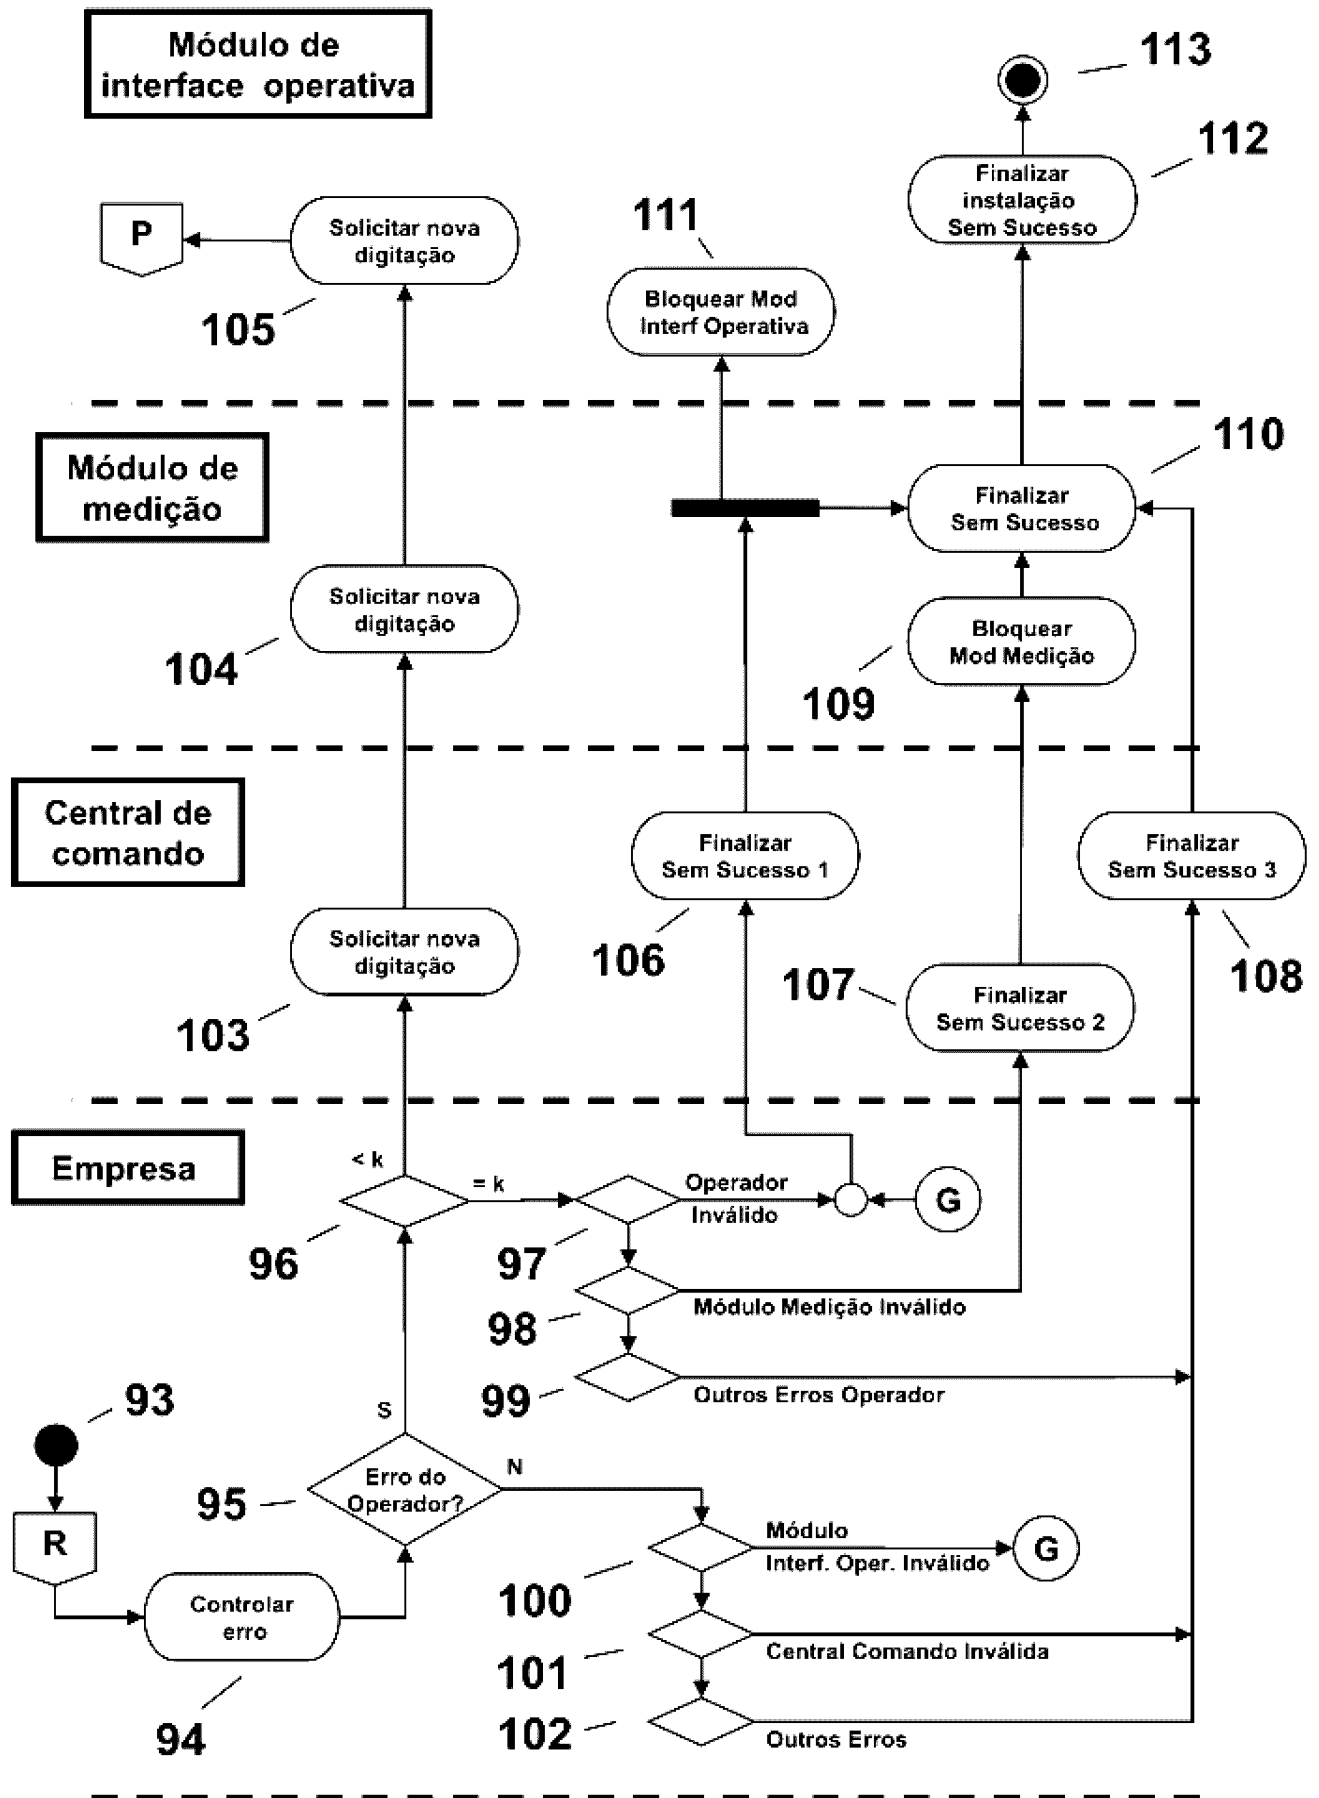 Módulo de
interface operativa
113
112
Finalizar
instalação
Sem Sucesso
P
Solicitar nova
digitação
105
111
Bloquear Mod
Interf Operativa
110
Módulo de
medição
Finalizar
Sem Sucesso
Solicitar nova
digitação
104
Bloquear
Mod Medição
109
Central de
comando
Finalizar
Sem Sucesso 1
Finalizar
Sem Sucesso 3
106
Solicitar nova
digitação
103
107
Finalizar
Sem Sucesso 2
108
Empresa
< k
= k
Operador
Inválido
G
96
97
Módulo Medição Inválido
98
99
Outros Erros Operador
93
S
N
Erro do
Operador?
95
R
Módulo
Interf. Oper. Inválido
G
100
Controlar
erro
Central Comando Inválida
101
94
102
Outros Erros